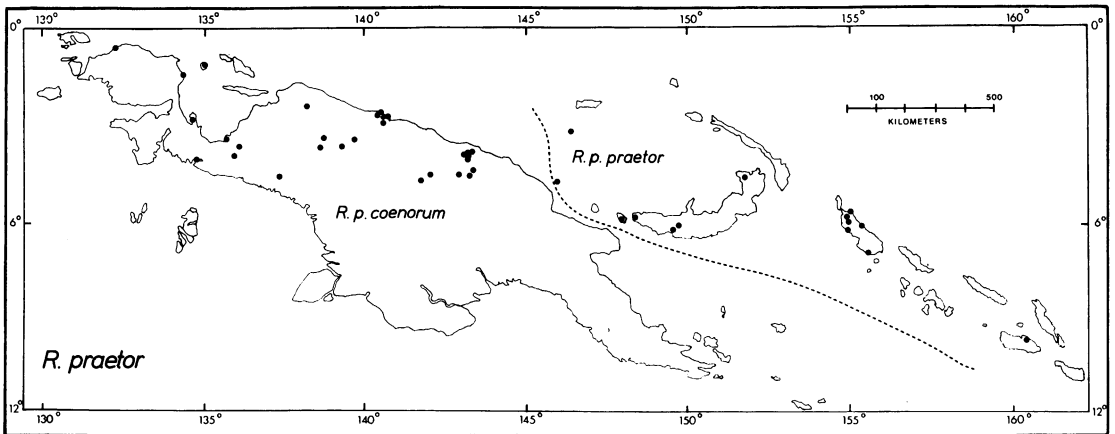 130° 135° 140° 145° 150° 155° 160°
0° 0°
100 500
KILOMETERS
R. p. praetor
R. p. coenorum
6° 6°
R. praetor
12° 12°
130° 135° 140° 145° 150° 155° 160°